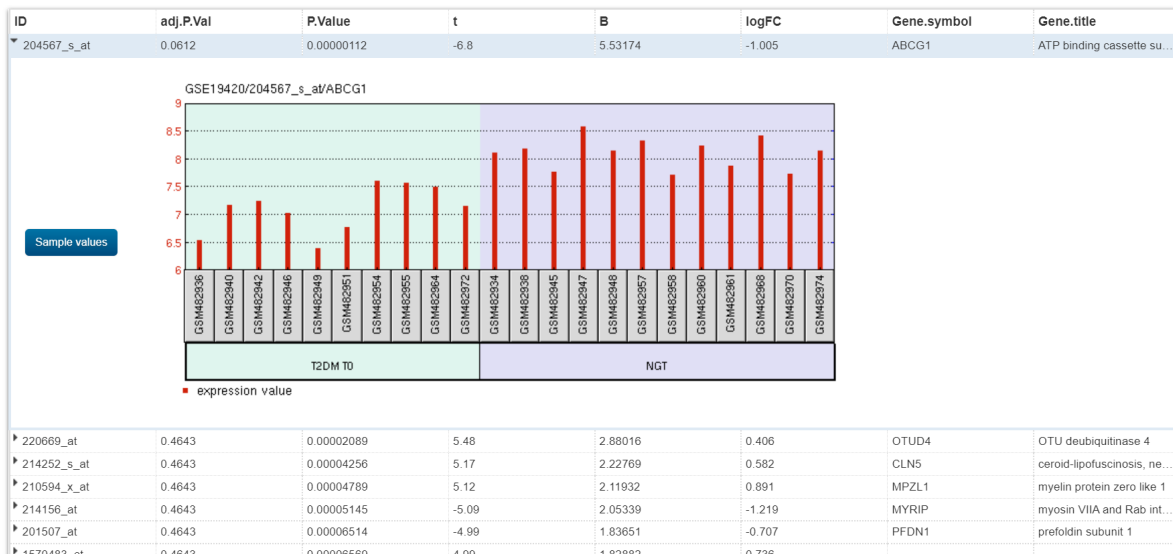 ID adj.P.Val P.Value t B logFC Gene.symbol Gene.title
204567_s_at 0.0612 0.00000112 -6.8 5.53174 -1.005 ABCG1 ATP binding cassette su...
GSE19420/204567_s_at/ABCG1
9
8.5
8
7.5
7
6.5
6
Sample values
GSM482936 GSM482940 GSM482942 GSM482946 GSM482949 GSM482951 GSM482954 GSM482955 GSM482964 GSM482972 GSM482934 GSM482938 GSM482945 GSM482947 GSM482948 GSM482957 GSM482958 GSM482960 GSM482961 GSM482968 GSM482970 GSM482974
T2DM T0 NGT
expression value
220669_at 0.4643 0.00002089 5.48 2.88016 0.406 OTUD4 OTU deubiquitinase 4
214252_s_at 0.4643 0.00004256 5.17 2.22769 0.582 CLN5 ceroid-lipofuscinosis, ne...
210594_x_at 0.4643 0.00004789 5.12 2.11932 0.891 MPZL1 myelin protein zero like 1
214156_at 0.4643 0.00005145 -5.09 2.05339 -1.219 MYRIP myosin VIIA and Rab int...
201507_at 0.4643 0.00006514 -4.99 1.83651 -0.707 PFDN1 prefoldin subunit 1